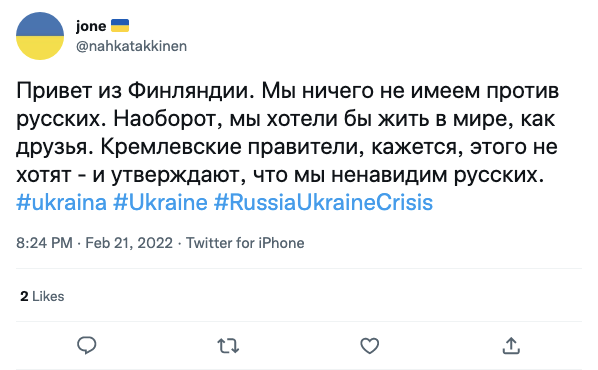 jone 🇺🇦
@nahkatakkinen
Привет из Финляндии. Мы ничего не имеем против
русских. Наоборот, мы хотели бы жить в мире, как
друзья. Кремлевские правители, кажется, этого не
хотят - и утверждают, что мы ненавидим русских.
#ukraina #Ukraine #RussiaUkraineCrisis
8:24 PM · Feb 21, 2022 · Twitter for iPhone
2 Likes